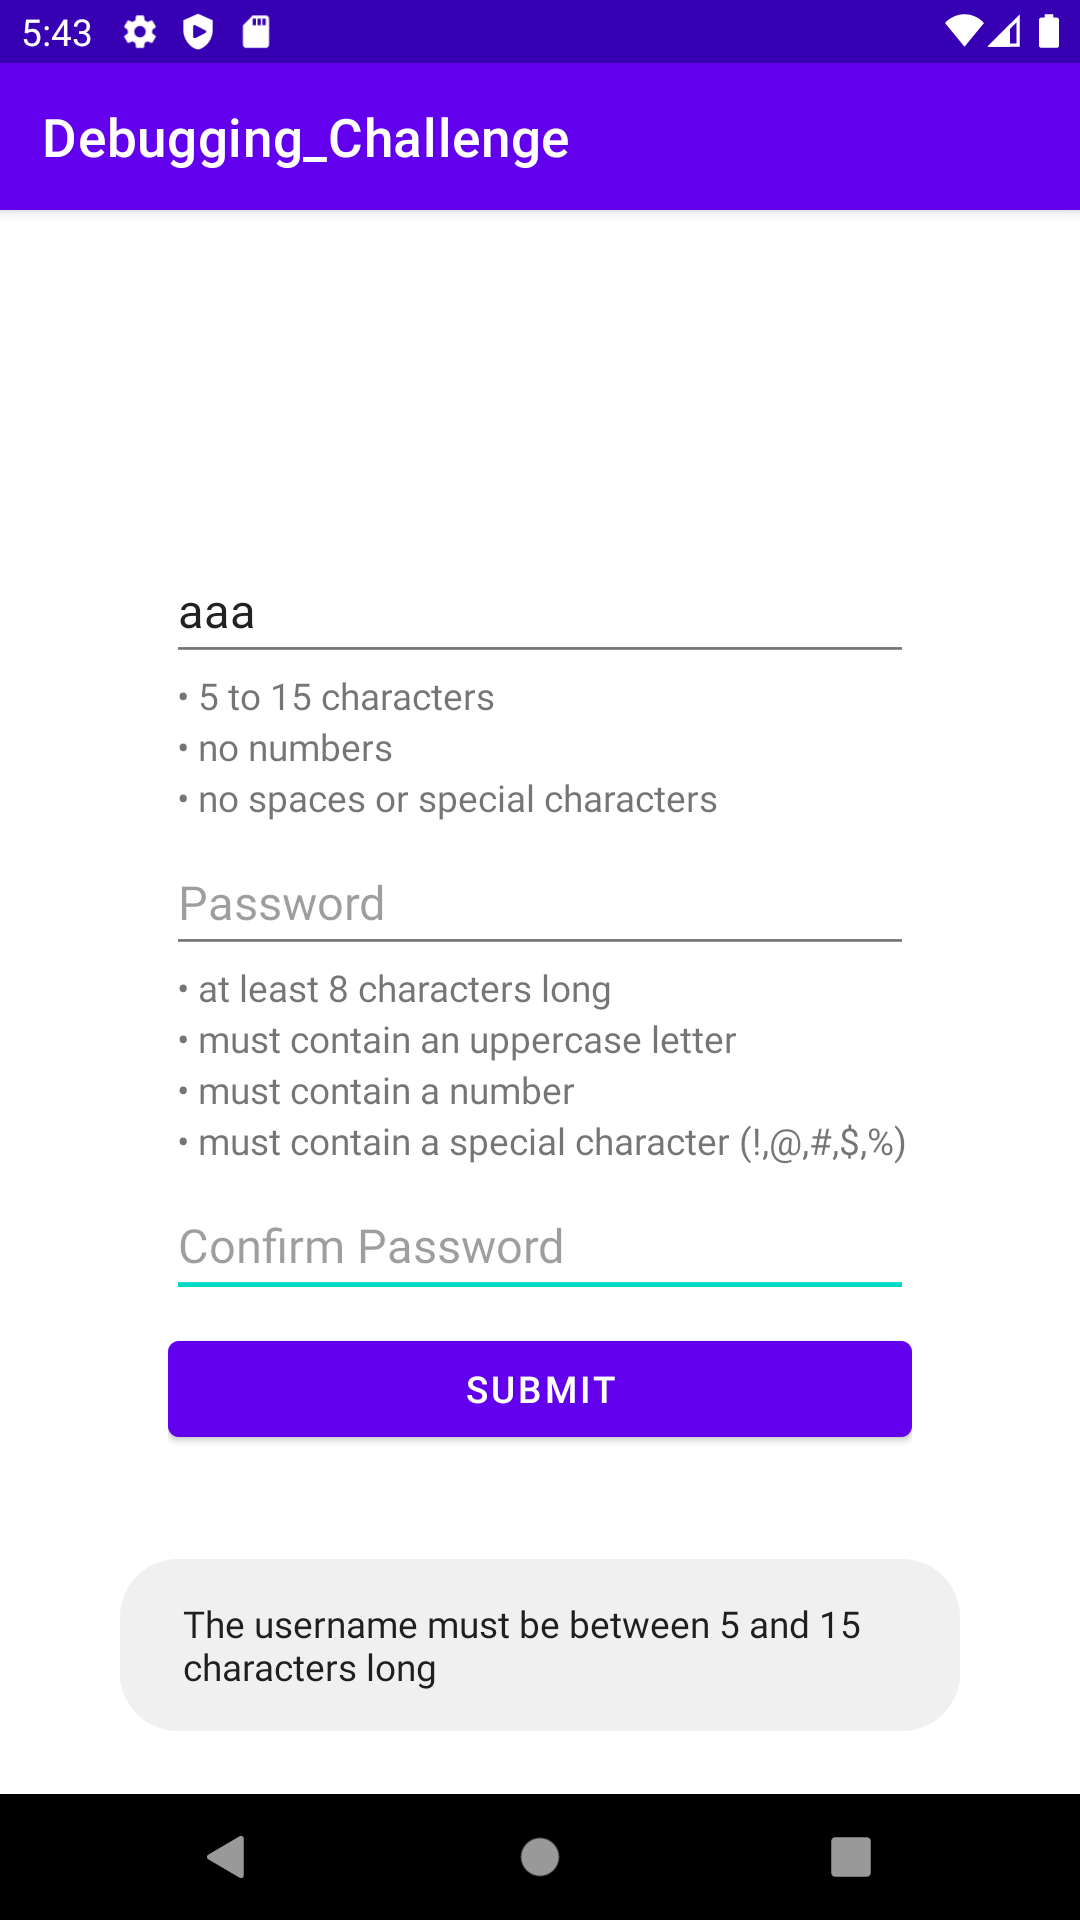 5:43
Debugging_Challenge
aaa
• 5 to 15 characters
• no numbers
• no spaces or special characters
Password
• at least 8 characters long
• must contain an uppercase letter
• must contain a number
• must contain a special character (!,@,#,$,%)
Confirm Password
SUBMIT
The username must be between 5 and 15
characters long